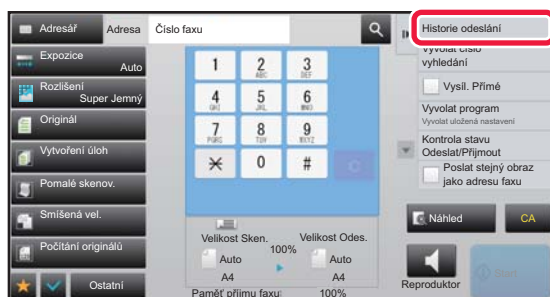 Adresář
Adresa
Číslo faxu
Historie odeslání
Expozice
Auto
Rozlišení
Super Jemný
Originál
Vytvoření úloh
Pomalé skenov.
Smíšená vel.
Počítání originálů
Ostatní
1
2 ABC
3 DEF
4 GHI
5 JKL
6 MNO
7 PQRS
8 TUV
9 WXYZ
0
#
Velikost Sken.
100%
Velikost Odes.
Auto
A4
Auto
A4
Paměť příjmu faxu:
100%
Vyvolat číslo
vyhledání
Vysíl. Přímé
Vyvolat program
Vyvolat uložená nastavení
Kontrola stavu
Odeslat/Přijmout
Poslat stejný obraz
jako adresu faxu
Náhled
CA
Reproduktor
Start